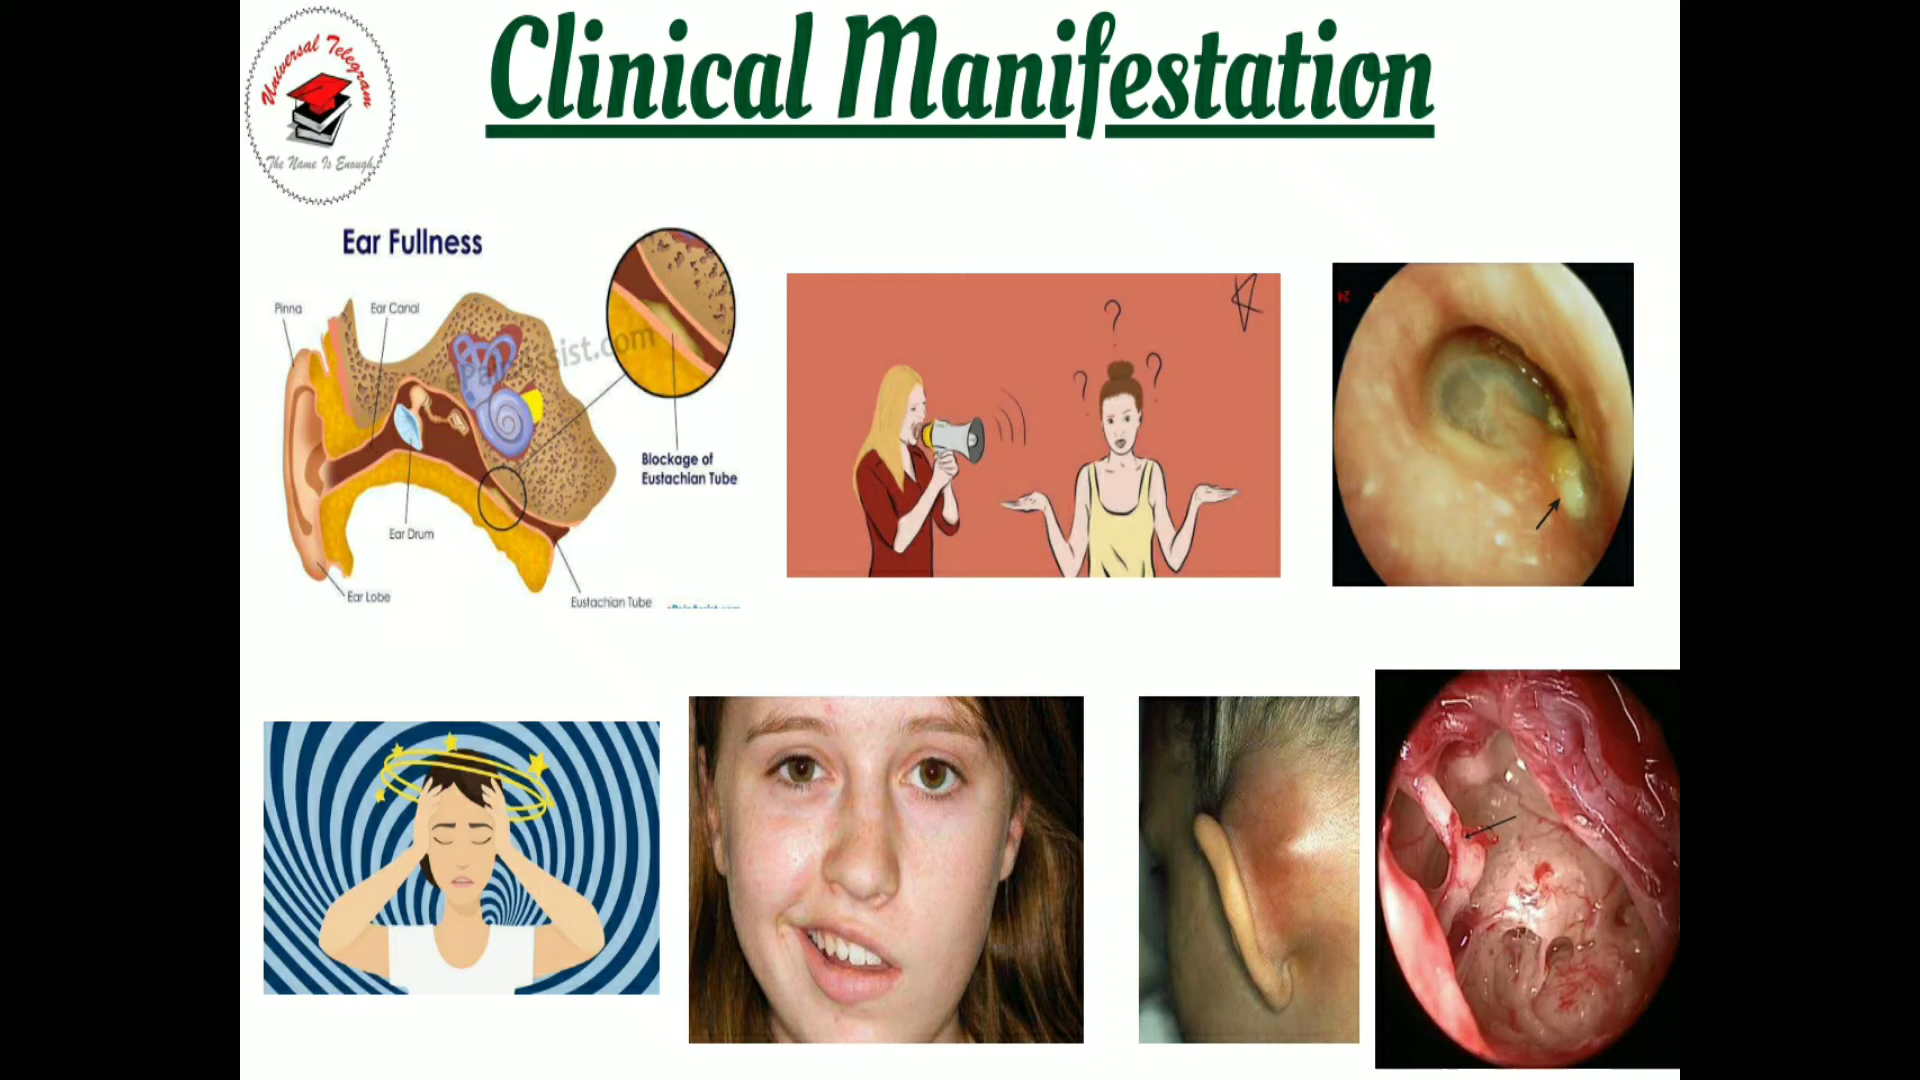 Universal Telegram
The Name Is Enough
Clinical Manifestation
Ear Fullness
Pinna
Ear Canal
Blockage of
Eustachian Tube
Ear Drum
Ear Lobe
Eustachian Tube
? ? ?
24